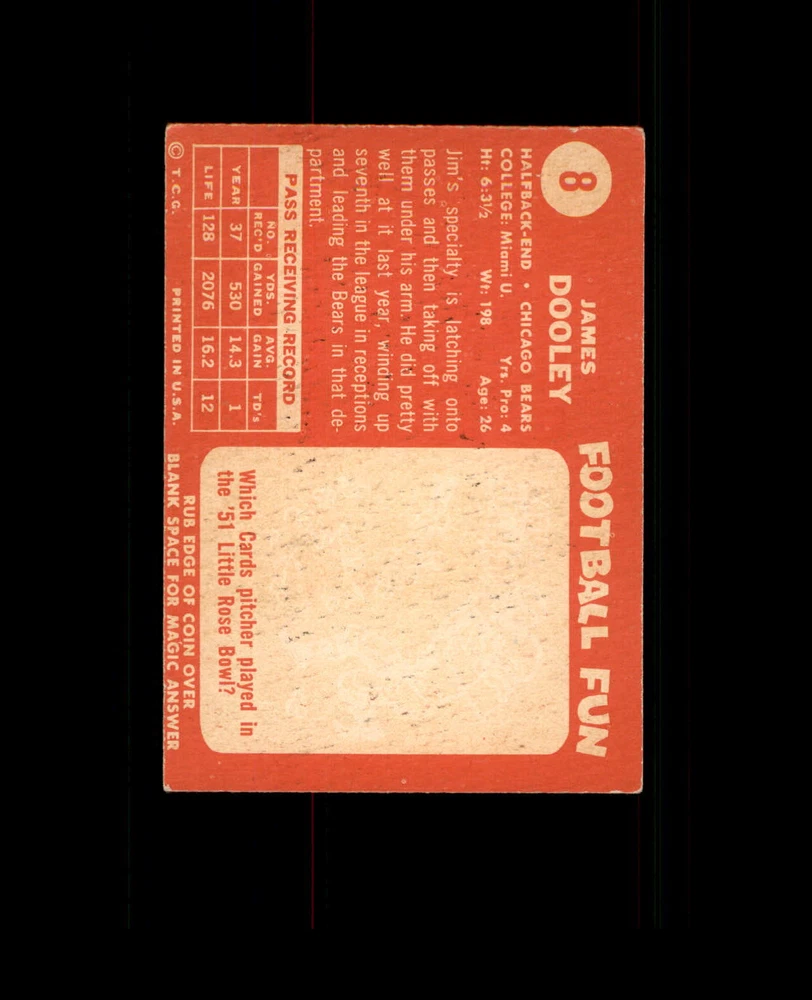 8
JAMES
DOOLEY
HALFBACK-END • CHICAGO BEARS
COLLEGE: Miami U. Yrs. Pro: 4
Ht: 6:3½ Wt: 198 Age: 26
Jim's specialty is latching onto
passes and then taking off with
them under his arm. He did pretty
well at it last year, winding up
seventh in the league in receptions
and leading the Bears in that de-
partment.
PASS RECEIVING RECORD
NO. REC'D YDS. GAINED AVG. GAIN TD's
YEAR 37 530 14.3 1
LIFE 128 2076 16.2 12
© T.C.G. PRINTED IN U.S.A.
FOOTBALL FUN
Which Cards pitcher played in
the '51 Little Rose Bowl?
RUB EDGE OF COIN OVER
BLANK SPACE FOR MAGIC ANSWER